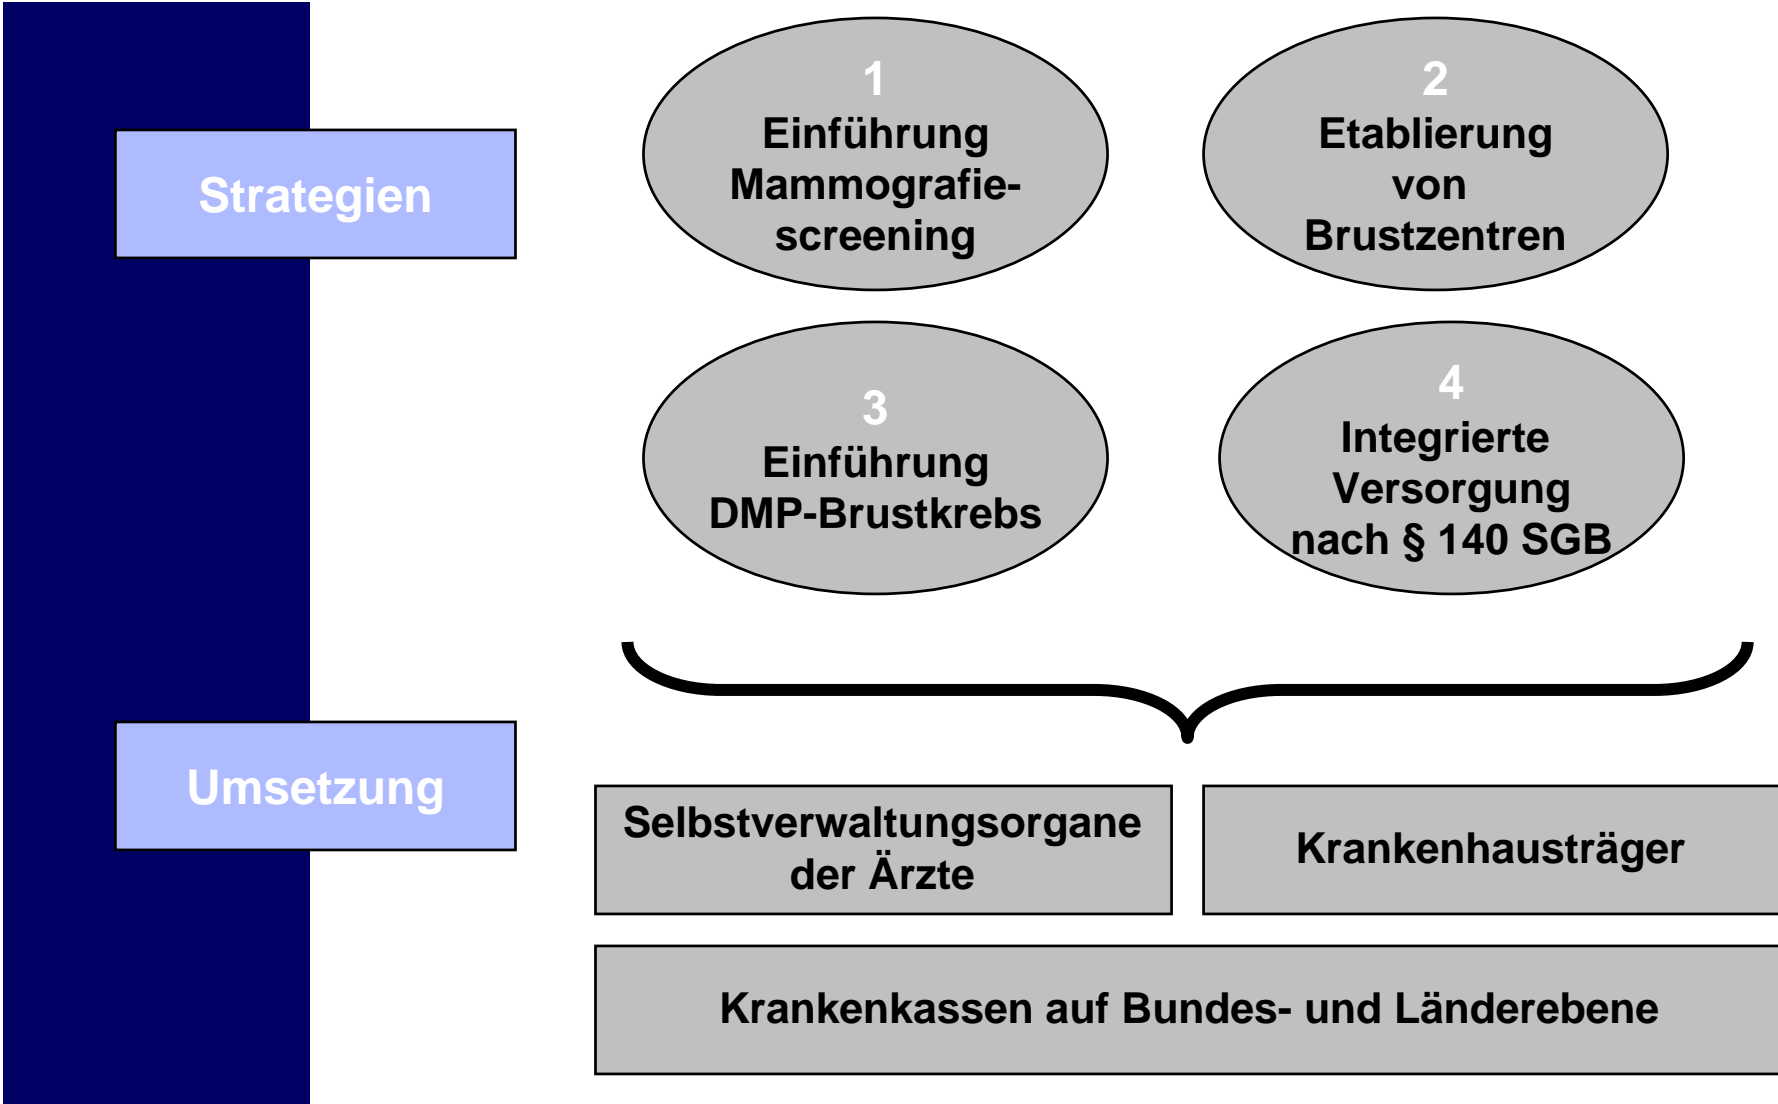 Strategien
1
Einführung
Mammografie-
screening
2
Etablierung
von
Brustzentren
3
Einführung
DMP-Brustkrebs
4
Integrierte
Versorgung
nach § 140 SGB
Umsetzung
Selbstverwaltungsorgane
der Ärzte
Krankenhausträger
Krankenkassen auf Bundes- und Länderebene